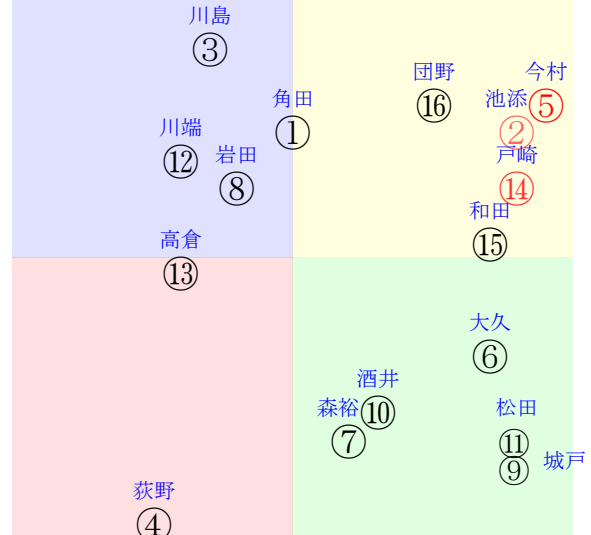 川島
③
団野
今村
⑯
⑤
角田
池添
①
②
川端
岩田
戸崎
⑫
⑧
⑭
和田
⑮
高倉
⑬
大久
⑥
酒井
森裕
⑩
松田
⑦
⑪
⑨
城戸
荻野
④